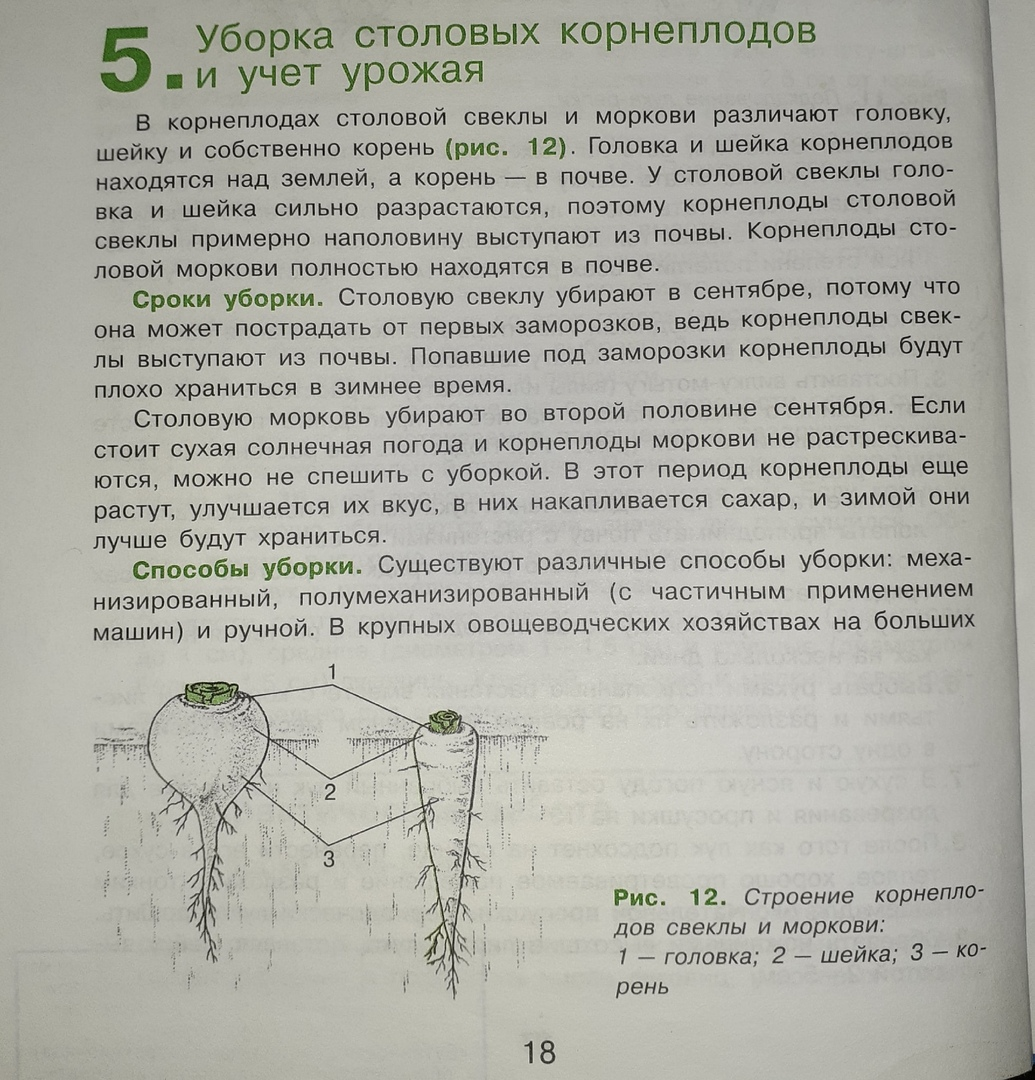 5. Уборка столовых корнеплодов
и учет урожая
В корнеплодах столовой свеклы и моркови различают головку,
шейку и собственно корень (рис. 12). Головка и шейка корнеплодов
находятся над землей, а корень — в почве. У столовой свеклы голо-
вка и шейка сильно разрастаются, поэтому корнеплоды столовой
свеклы примерно наполовину выступают из почвы. Корнеплоды сто-
ловой моркови полностью находятся в почве.
Сроки уборки. Столовую свеклу убирают в сентябре, потому что
она может пострадать от первых заморозков, ведь корнеплоды свек-
лы выступают из почвы. Попавшие под заморозки корнеплоды будут
плохо храниться в зимнее время.
Столовую морковь убирают во второй половине сентября. Если
стоит сухая солнечная погода и корнеплоды моркови не растрескива-
ются, можно не спешить с уборкой. В этот период корнеплоды еще
растут, улучшается их вкус, в них накапливается сахар, и зимой они
лучше будут храниться.
Способы уборки. Существуют различные способы уборки: меха-
низированный, полумеханизированный (с частичным применением
машин) и ручной. В крупных овощеводческих хозяйствах на больших
1
2
3
Рис. 12. Строение корнепло-
дов свеклы и моркови:
1 — головка; 2 — шейка; 3 — ко-
рень
18